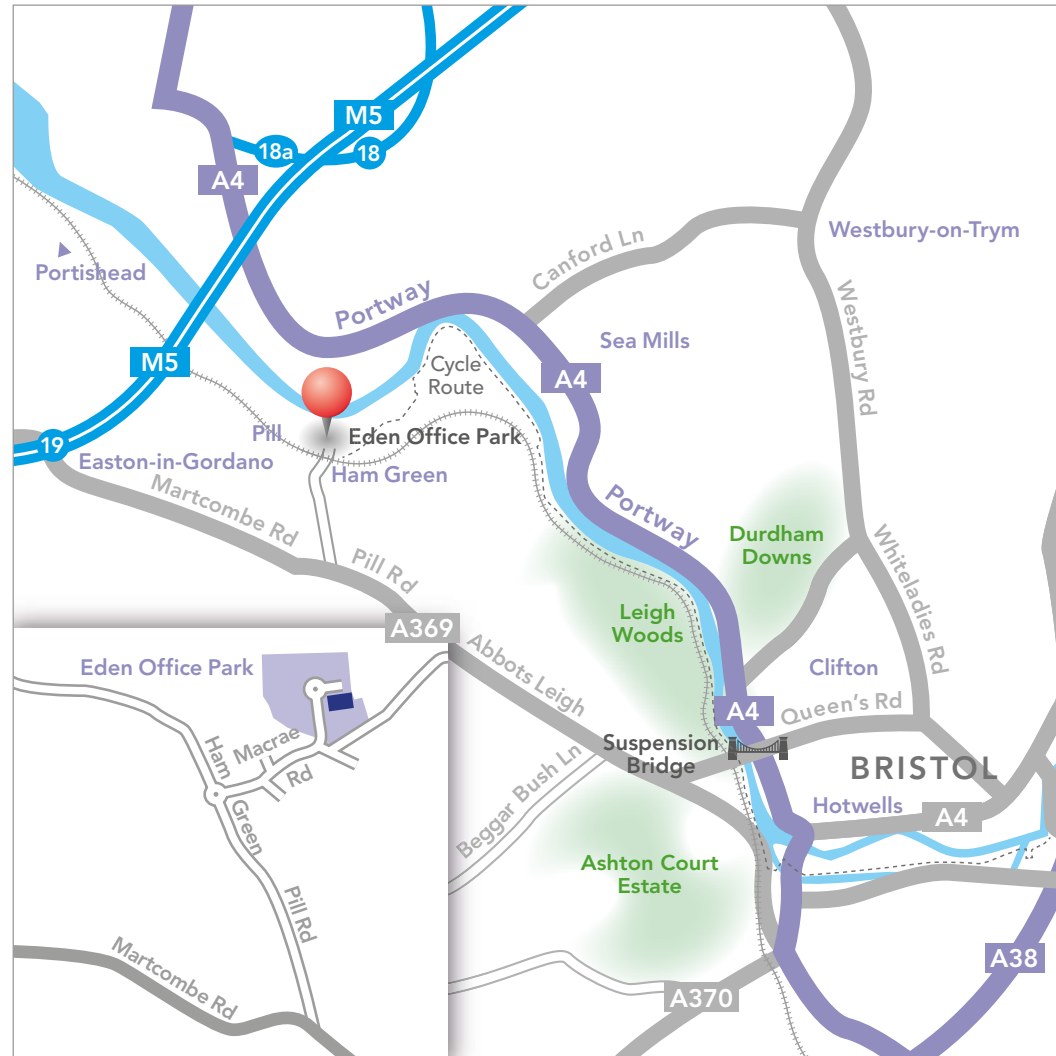 M5
18a
18
A4
Westbury-on-Trym
Canford Ln
Portishead
Portway
Westbury Rd
Sea Mills
M5
Cycle
Route
A4
Pill
Eden Office Park
19
Easton-in-Gordano
Ham Green
Martcombe Rd
Portway
Durdham
Downs
Whiteladies Rd
Pill Rd
Leigh
Woods
A369
Abbots Leigh
Clifton
Queen's Rd
A4
Suspension
Bridge
BRISTOL
Beggar Bush Ln
Hotwells
A4
Ashton Court
Estate
A38
A370
Eden Office Park
Macrae
Rd
Ham
Green
Pill Rd
Martcombe Rd